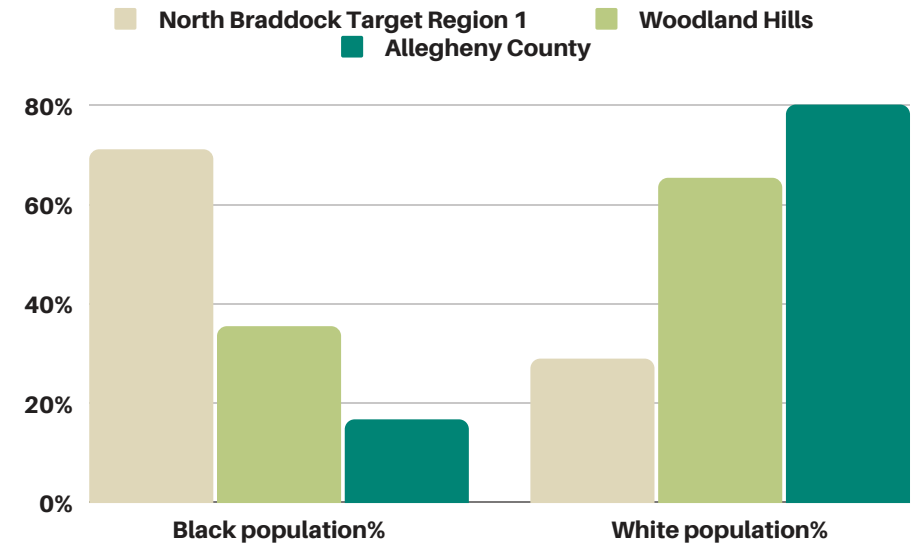 North Braddock Target Region 1 Woodland Hills
Allegheny County
80%
60%
40%
20%
0%
Black population% White population%